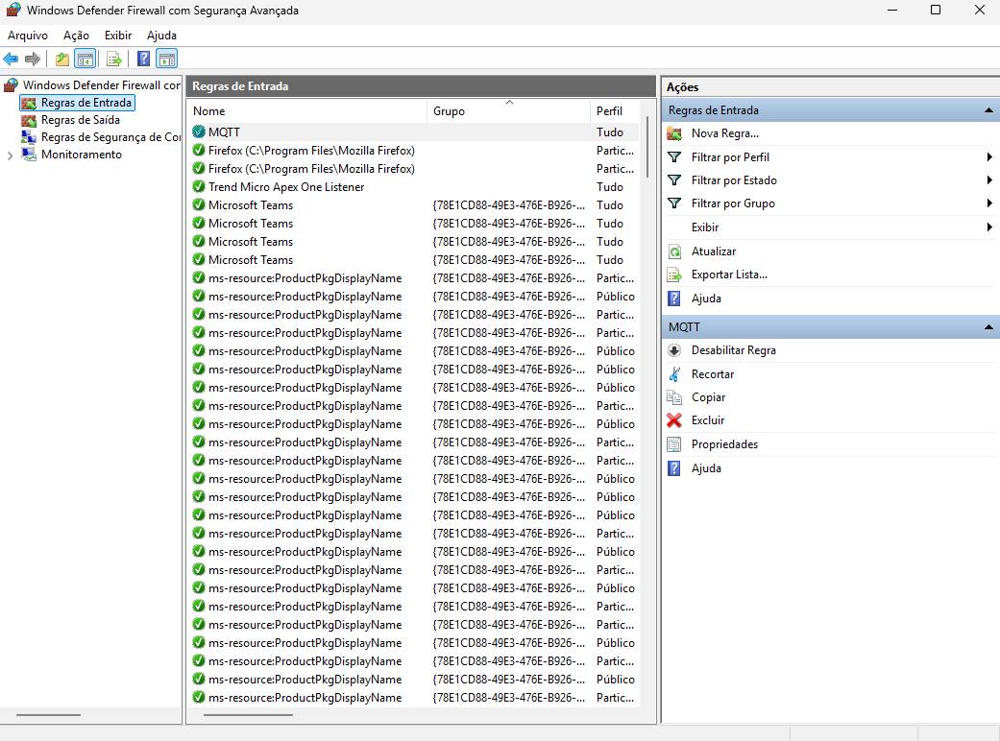 Windows Defender Firewall com Segurança Avançada
Arquivo Ação Exibir Ajuda
Windows Defender Firewall cor
Regras de Entrada
Regras de Saída
Regras de Segurança de Cor
Monitoramento
Regras de Entrada
Nome Grupo Perfil
MQTT Tudo
Firefox (C:\Program Files\Mozilla Firefox) Partic...
Firefox (C:\Program Files\Mozilla Firefox) Partic...
Trend Micro Apex One Listener Tudo
Microsoft Teams {78E1CD88-49E3-476E-B926-... Tudo
Microsoft Teams {78E1CD88-49E3-476E-B926-... Tudo
Microsoft Teams {78E1CD88-49E3-476E-B926-... Tudo
Microsoft Teams {78E1CD88-49E3-476E-B926-... Tudo
ms-resource:ProductPkgDisplayName {78E1CD88-49E3-476E-B926-... Partic...
ms-resource:ProductPkgDisplayName {78E1CD88-49E3-476E-B926-... Público
ms-resource:ProductPkgDisplayName {78E1CD88-49E3-476E-B926-... Partic...
ms-resource:ProductPkgDisplayName {78E1CD88-49E3-476E-B926-... Partic...
ms-resource:ProductPkgDisplayName {78E1CD88-49E3-476E-B926-... Público
ms-resource:ProductPkgDisplayName {78E1CD88-49E3-476E-B926-... Público
ms-resource:ProductPkgDisplayName {78E1CD88-49E3-476E-B926-... Público
ms-resource:ProductPkgDisplayName {78E1CD88-49E3-476E-B926-... Partic...
ms-resource:ProductPkgDisplayName {78E1CD88-49E3-476E-B926-... Público
ms-resource:ProductPkgDisplayName {78E1CD88-49E3-476E-B926-... Partic...
ms-resource:ProductPkgDisplayName {78E1CD88-49E3-476E-B926-... Partic...
ms-resource:ProductPkgDisplayName {78E1CD88-49E3-476E-B926-... Público
ms-resource:ProductPkgDisplayName {78E1CD88-49E3-476E-B926-... Público
ms-resource:ProductPkgDisplayName {78E1CD88-49E3-476E-B926-... Público
ms-resource:ProductPkgDisplayName {78E1CD88-49E3-476E-B926-... Partic...
ms-resource:ProductPkgDisplayName {78E1CD88-49E3-476E-B926-... Público
ms-resource:ProductPkgDisplayName {78E1CD88-49E3-476E-B926-... Partic...
ms-resource:ProductPkgDisplayName {78E1CD88-49E3-476E-B926-... Público
ms-resource:ProductPkgDisplayName {78E1CD88-49E3-476E-B926-... Partic...
ms-resource:ProductPkgDisplayName {78E1CD88-49E3-476E-B926-... Partic...
ms-resource:ProductPkgDisplayName {78E1CD88-49E3-476E-B926-... Público
ms-resource:ProductPkgDisplayName {78E1CD88-49E3-476E-B926-... Partic...
ms-resource:ProductPkgDisplayName {78E1CD88-49E3-476E-B926-... Público
ms-resource:ProductPkgDisplayName {78E1CD88-49E3-476E-B926-... Partic...
Ações
Regras de Entrada
Nova Regra...
Filtrar por Perfil
Filtrar por Estado
Filtrar por Grupo
Exibir
Atualizar
Exportar Lista...
Ajuda
MQTT
Desabilitar Regra
Recortar
Copiar
Excluir
Propriedades
Ajuda